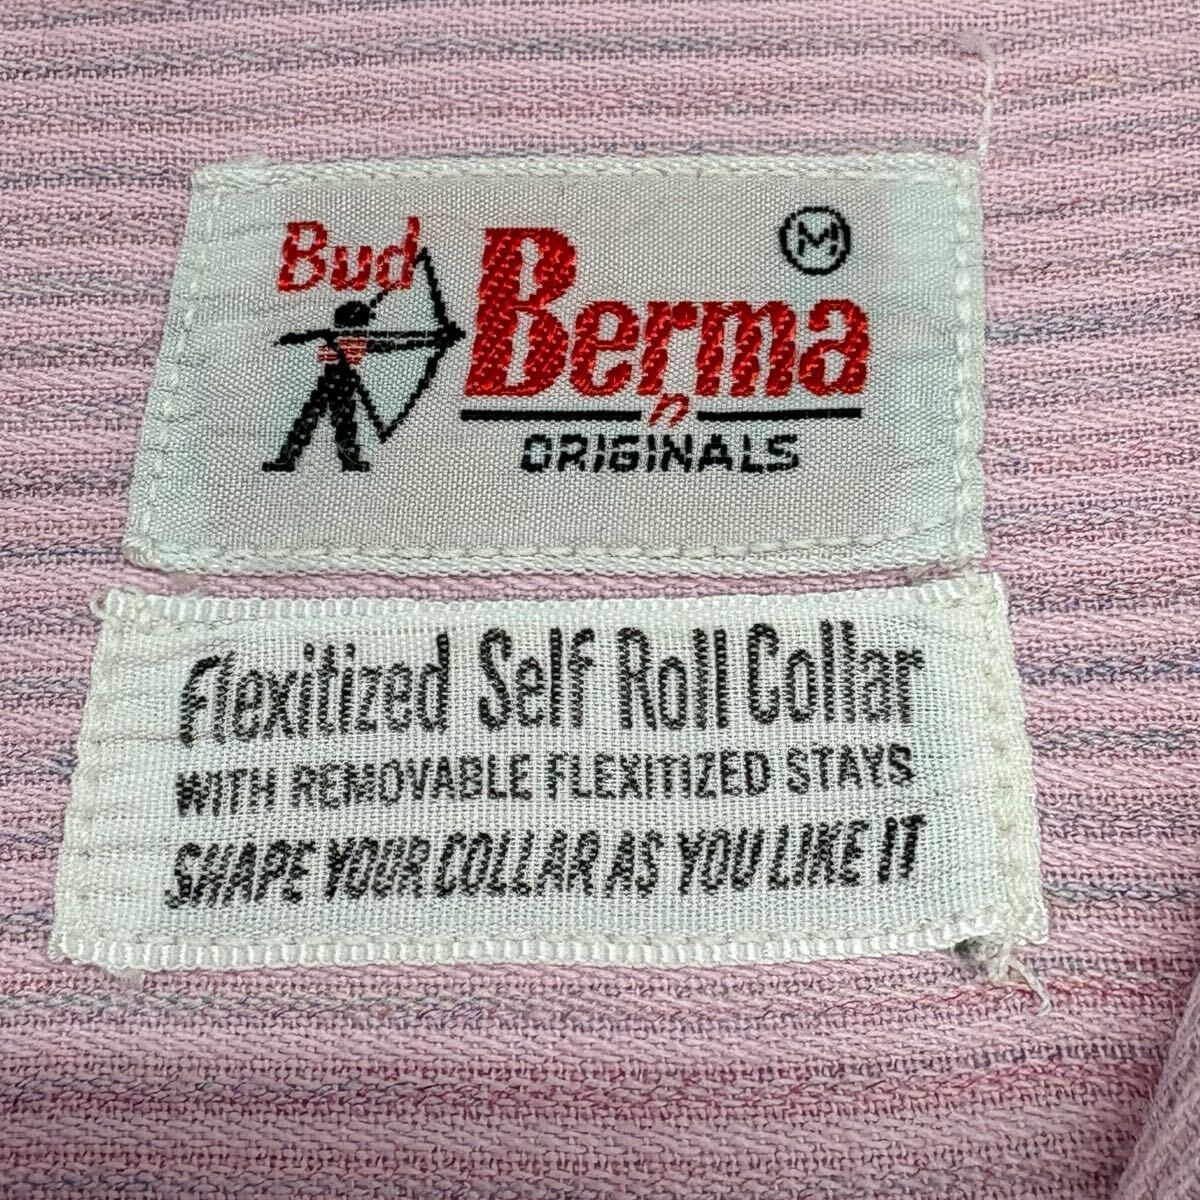 Bud Berma
M
n
ORIGINALS
Flexitized Self Roll Collar
WITH REMOVABLE FLEXITIZED STAYS
SHAPE YOUR COLLAR AS YOU LIKE IT